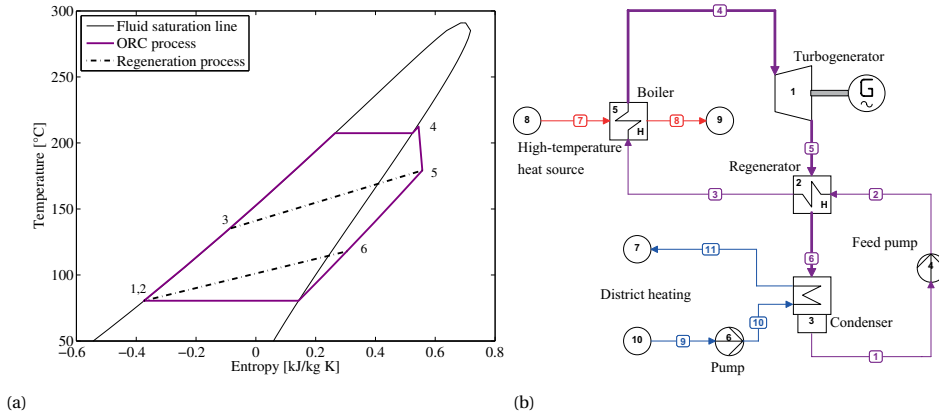 (a)
300
250
200
150
100
50
Temperature [°C]
Fluid saturation line
ORC process
Regeneration process
4
5
3
6
1,2
−0.6
−0.4
−0.2
0
0.2
0.4
0.6
0.8
Entropy [kJ/kg K]
(a)
4
Turbogenerator
1
G
~
Boiler
5
H
8
7
8
9
High-temperature
heat source
5
Regenerator
3
2
H
2
Feed pump
4
6
7
11
District heating
3
Condenser
10
10
9
6
Pump
1
(b)